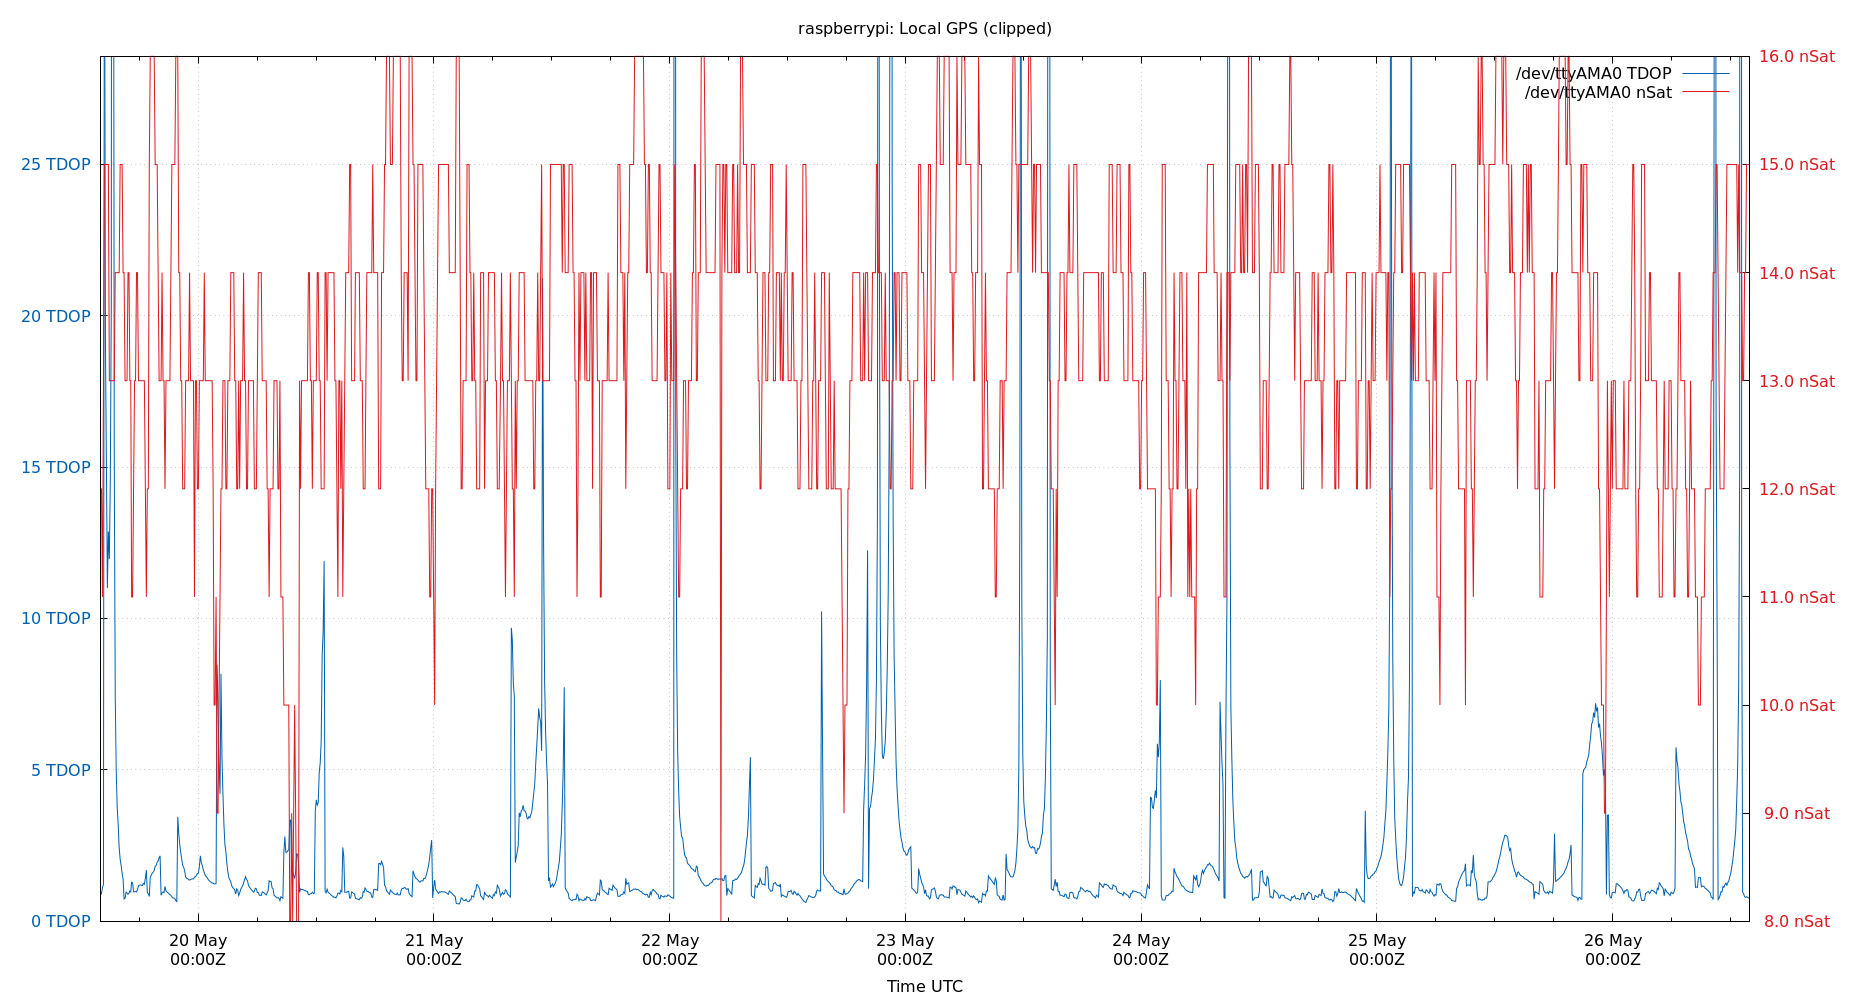 raspberrypi: Local GPS (clipped)
/dev/ttyAMA0 TDOP
/dev/ttyAMA0 nSat
25 TDOP
20 TDOP
15 TDOP
10 TDOP
5 TDOP
0 TDOP
16.0 nSat
15.0 nSat
14.0 nSat
13.0 nSat
12.0 nSat
11.0 nSat
10.0 nSat
9.0 nSat
8.0 nSat
20 May
00:00Z
21 May
00:00Z
22 May
00:00Z
23 May
00:00Z
24 May
00:00Z
25 May
00:00Z
26 May
00:00Z
Time UTC